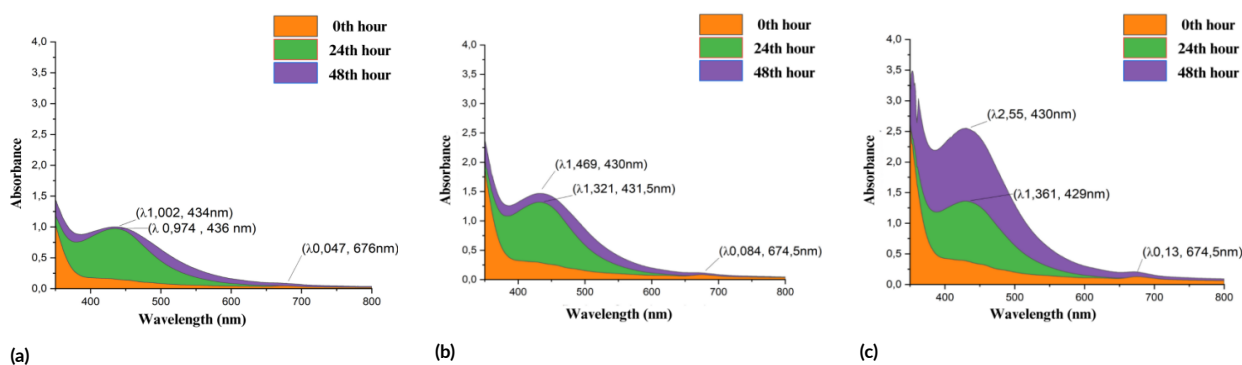 0th hour
24th hour
48th hour
4,0
3,5
3,0
2,5
2,0
1,5
1,0
0,5
0,0
Absorbance
(λ1,002, 434nm)
(λ 0,974 , 436 nm)
(λ0,047, 676nm)
400 500 600 700 800
Wavelength (nm)
(a)
0th hour
24th hour
48th hour
4,0
3,5
3,0
2,5
2,0
1,5
1,0
0,5
0,0
Absorbance
(λ1,469, 430nm)
(λ1,321, 431,5nm)
(λ0,084, 674,5nm)
400 500 600 700 800
Wavelength (nm)
(b)
0th hour
24th hour
48th hour
4,0
3,5
3,0
2,5
2,0
1,5
1,0
0,5
0,0
Absorbance
(λ2,55, 430nm)
(λ1,361, 429nm)
(λ0,13, 674,5nm)
400 500 600 700 800
Wavelength (nm)
(c)